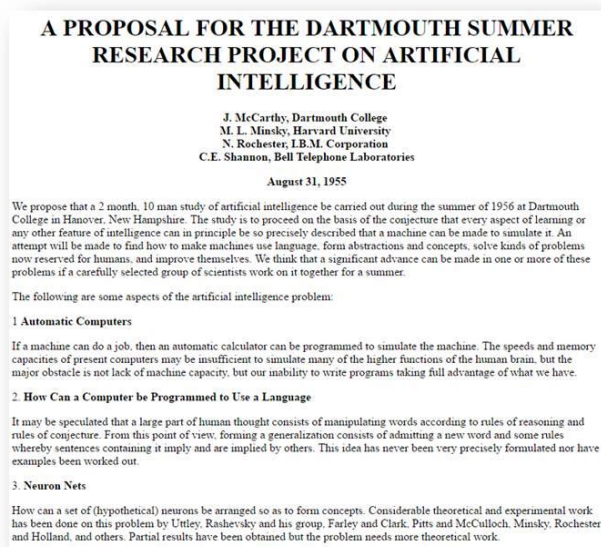 A PROPOSAL FOR THE DARTMOUTH SUMMER
RESEARCH PROJECT ON ARTIFICIAL
INTELLIGENCE
J. McCarthy, Dartmouth College
M. L. Minsky, Harvard University
N. Rochester, I.B.M. Corporation
C.E. Shannon, Bell Telephone Laboratories
August 31, 1955
We propose that a 2 month, 10 man study of artificial intelligence be carried out during the summer of 1956 at Dartmouth
College in Hanover, New Hampshire. The study is to proceed on the basis of the conjecture that every aspect of learning or
any other feature of intelligence can in principle be so precisely described that a machine can be made to simulate it. An
attempt will be made to find how to make machines use language, form abstractions and concepts, solve kinds of problems
now reserved for humans, and improve themselves. We think that a significant advance can be made in one or more of these
problems if a carefully selected group of scientists work on it together for a summer.
The following are some aspects of the artificial intelligence problem:
1 Automatic Computers
If a machine can do a job, then an automatic calculator can be programmed to simulate the machine. The speeds and memory
capacities of present computers may be insufficient to simulate many of the higher functions of the human brain, but the
major obstacle is not lack of machine capacity, but our inability to write programs taking full advantage of what we have.
2. How Can a Computer be Programmed to Use a Language
It may be speculated that a large part of human thought consists of manipulating words according to rules of reasoning and
rules of conjecture. From this point of view, forming a generalization consists of admitting a new word and some rules
whereby sentences containing it imply and are implied by others. This idea has never been very precisely formulated nor have
examples been worked out.
3. Neuron Nets
How can a set of (hypothetical) neurons be arranged so as to form concepts. Considerable theoretical and experimental work
has been done on this problem by Uttley, Rashevsky and his group, Farley and Clark, Pitts and McCulloch, Minsky, Rochester
and Holland, and others. Partial results have been obtained but the problem needs more theoretical work.